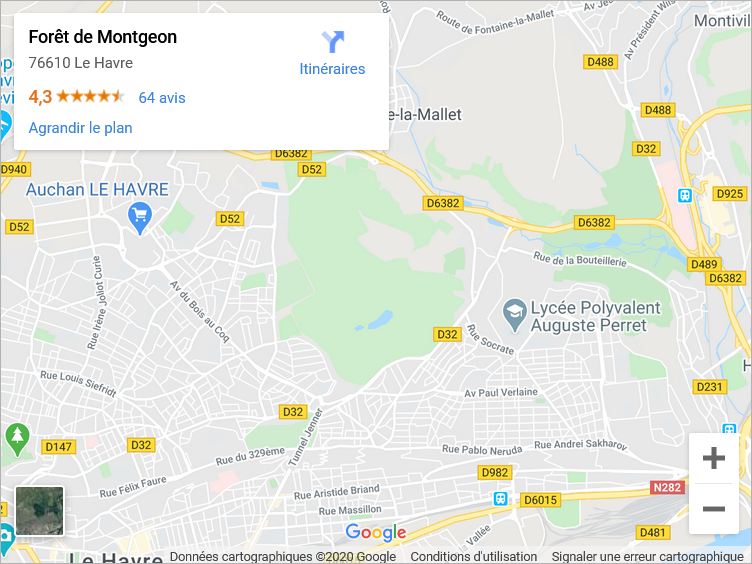 Forêt de Montgeon
76610 Le Havre
4,3
64 avis
Agrandir le plan
Itinéraires
Route de Fontaine-la-Mallet
Av du Président Wils
Montivil
D488
D488
D32
e-la-Mallet
D6382
D940
D52
D925
Auchan LE HAVRE
D6382
D52
D52
D6382
Rue de la Bouteillerie
D489
D6382
Rue Irène Joliot Curie
Av du Bois au Coq
Lycée Polyvalent
Auguste Perret
D32
Rue Socrate
Rue Louis Siefridt
D231
Av Paul Verlaine
D32
Tunnel Jenner
D147
D32
Rue du 329ème
Rue Pablo Neruda
Rue Andrei Sakharov
D982
Rue Félix Faure
Rue Aristide Briand
N282
D6015
Rue Massillon
Google
la Vallée
D481
Le Havre
Données cartographiques ©2020 Google
Conditions d'utilisation
Signaler une erreur cartographique